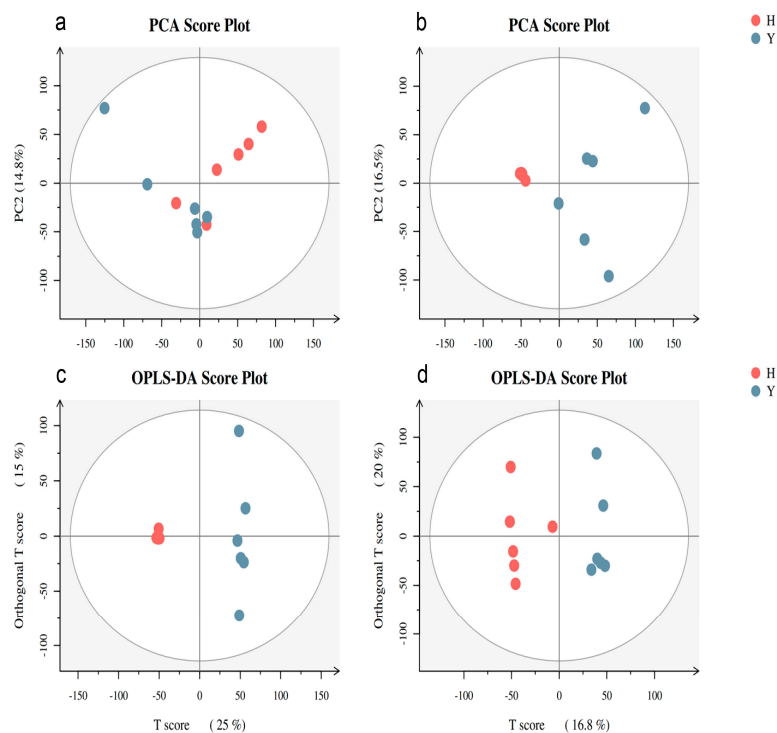 a PCA Score Plot
PC2 (14.8%)
100
50
0
-50
-100
-150 -100 -50 0 50 100 150
b PCA Score Plot
H
Y
PC2 (16.5%)
100
50
0
-50
-100
-150 -100 -50 0 50 100 150
c OPLS-DA Score Plot
Orthogonal T score ( 15 %)
100
50
0
-50
-100
-150 -100 -50 0 50 100 150
T score ( 25 %)
d OPLS-DA Score Plot
H
Y
Orthogonal T score ( 20 %)
100
50
0
-50
-100
-100 -50 0 50 100
T score ( 16.8 %)